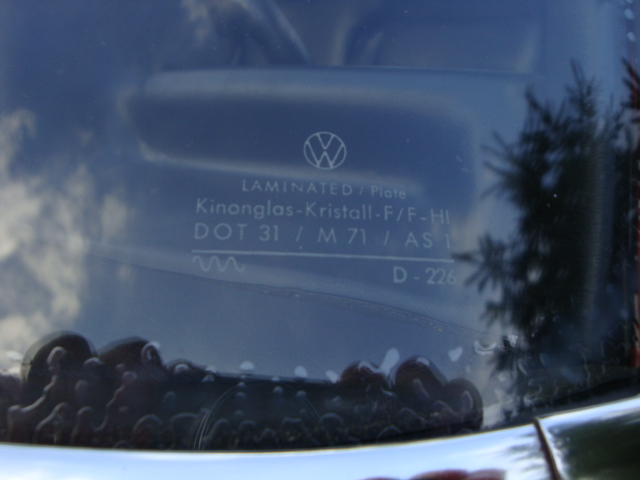 LAMINATED / Plate
Kinonglas-Kristall-F/F-HI
DOT 31 / M 71 / AS 1
D - 226